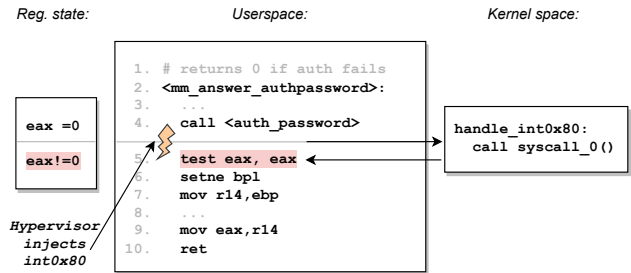 Reg. state:
Userspace:
Kernel space:
1. # returns 0 if auth fails
2. <mm_answer_authpassword>:
3. ...
4. call <auth_password>
5. test eax, eax
6. setne bpl
7. mov r14,ebp
8. ...
9. mov eax,r14
10. ret
eax =0
eax!=0
Hypervisor
injects
int0x80
handle_int0x80:
call syscall_0()